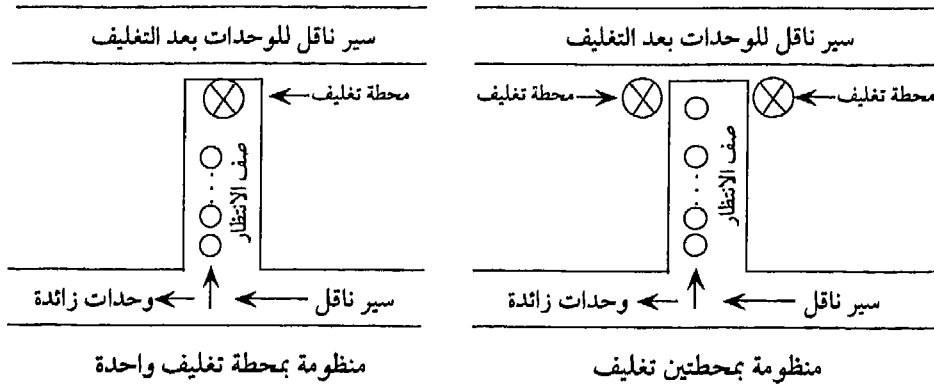 سير ناقل للوحدات بعد التغليف
محطة تغليف
صف الانتظار
وحدات زائدة
سير ناقل
منظومة بمحطة تغليف واحدة
سير ناقل للوحدات بعد التغليف
محطة تغليف
محطة تغليف
صف الانتظار
وحدات زائدة
سير ناقل
منظومة بمحطتين تغليف